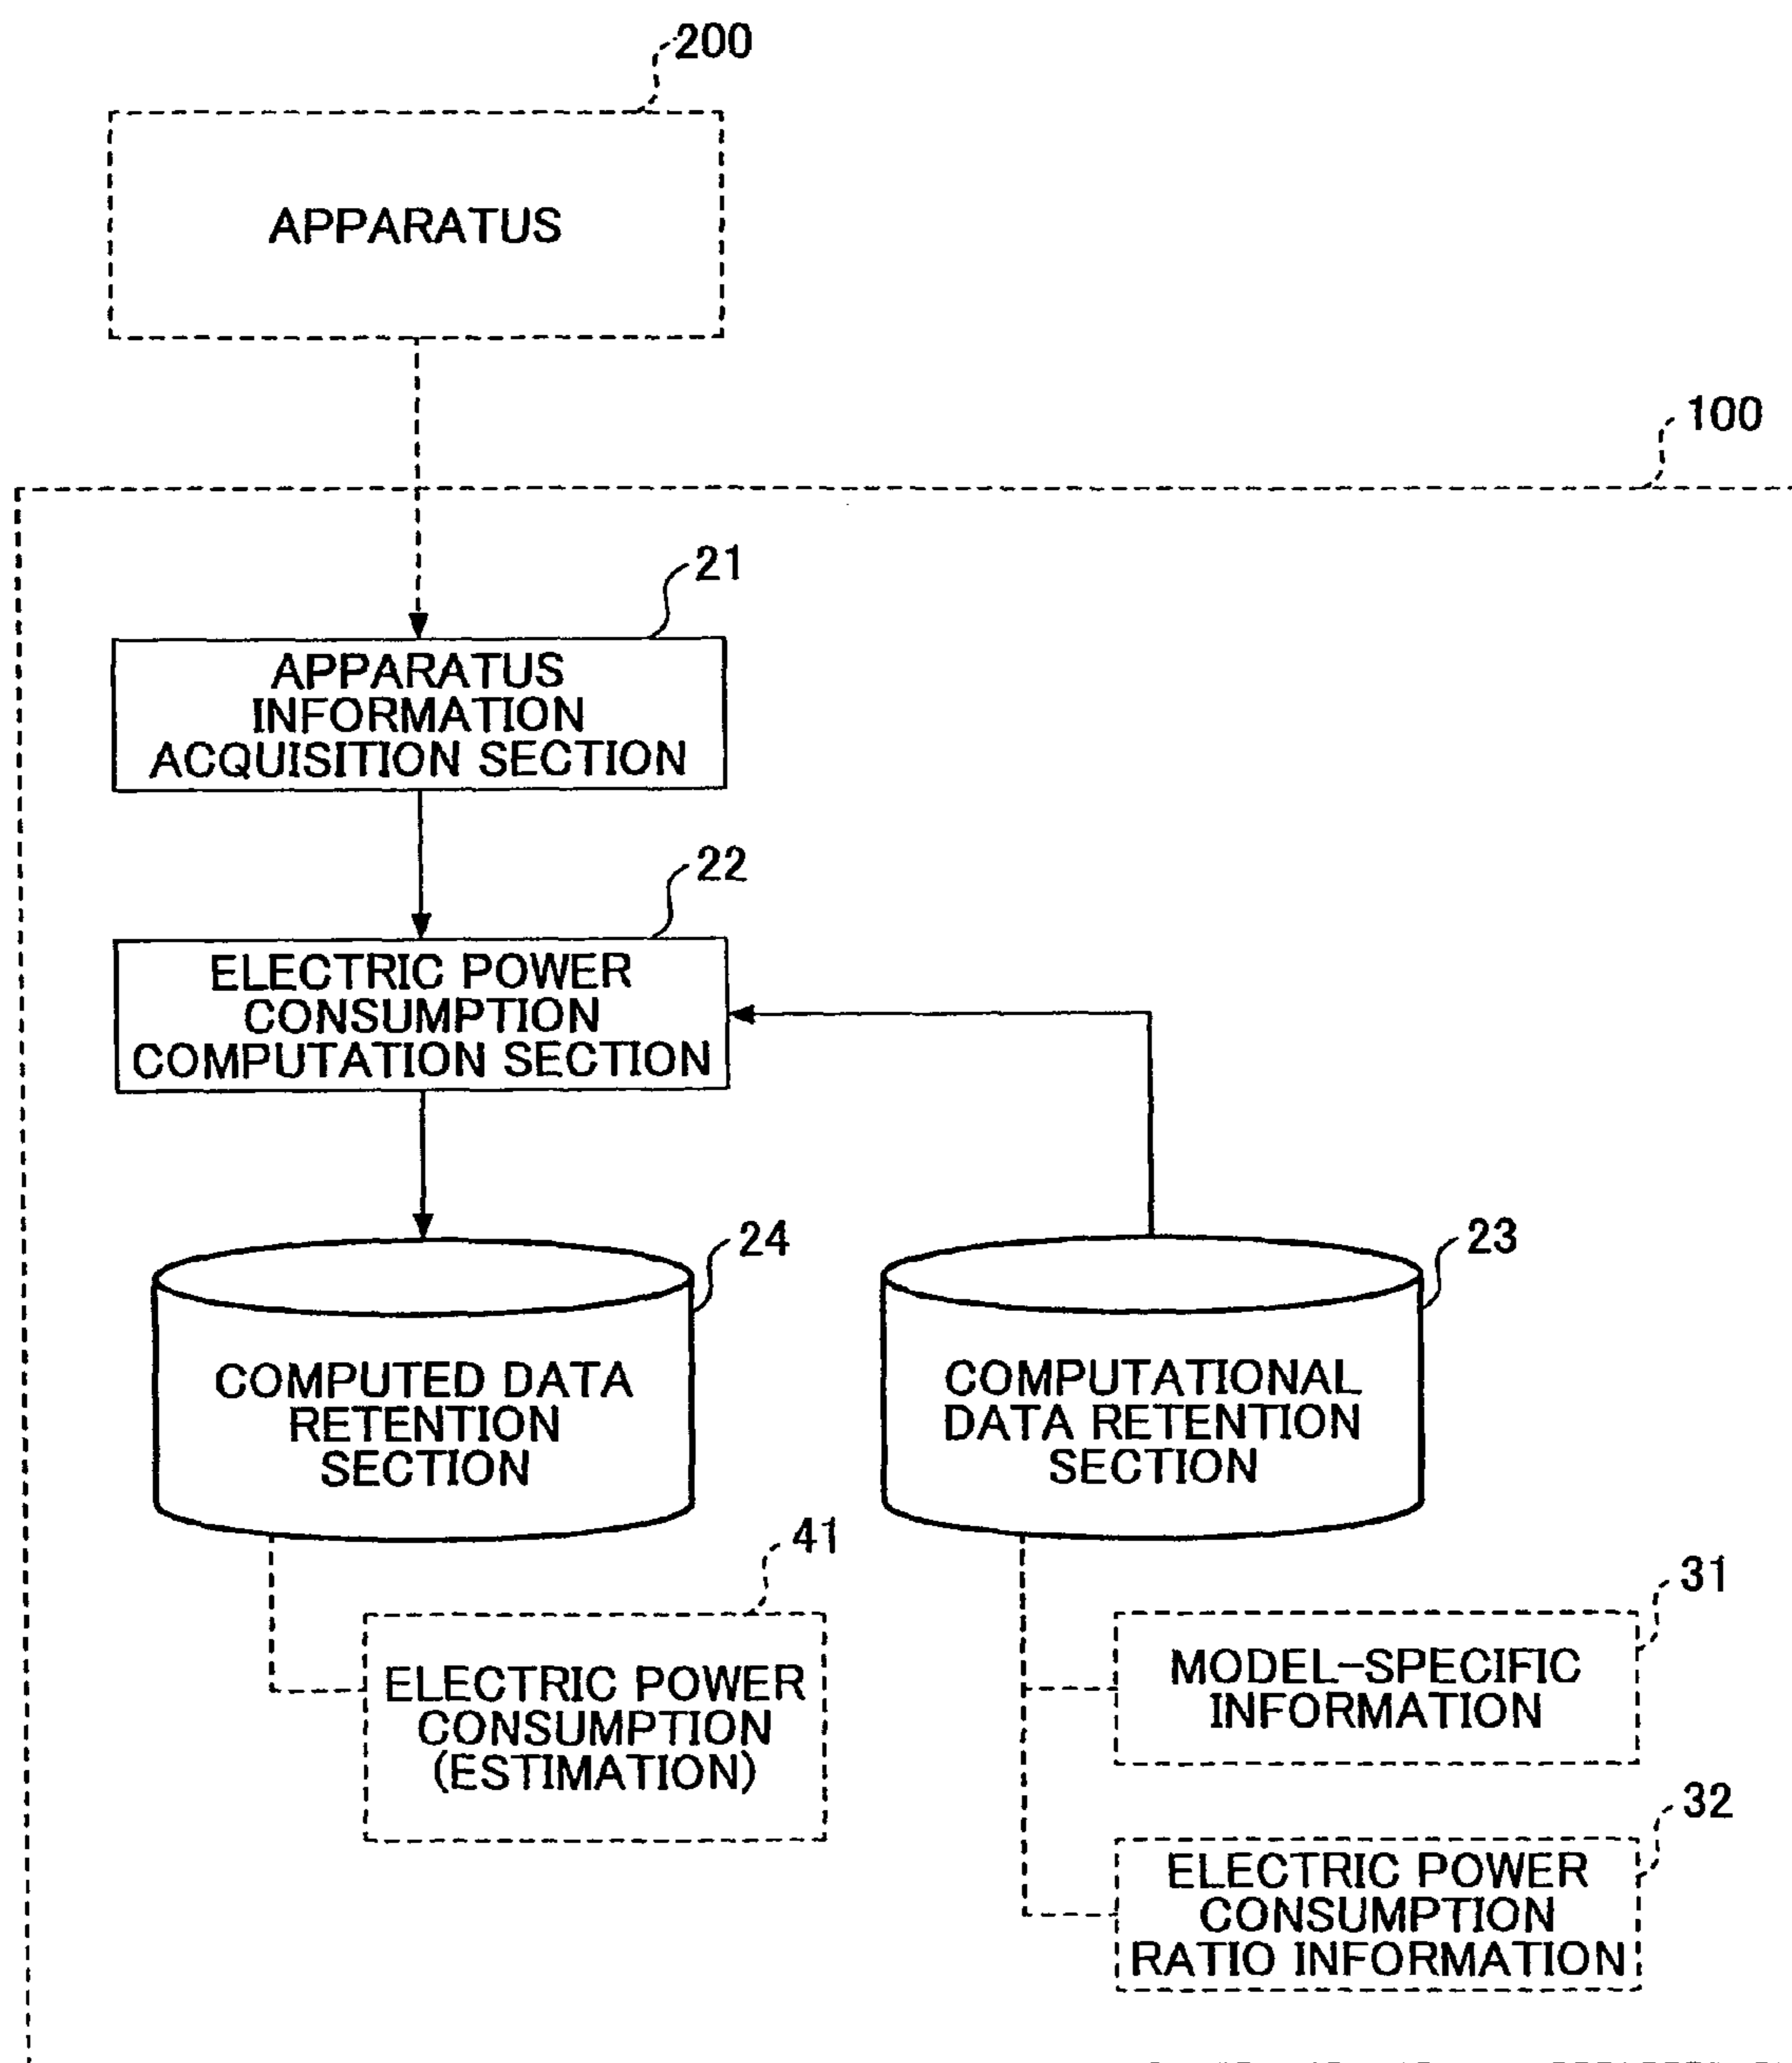 200
APPARATUS
100
21
APPARATUS
INFORMATION
ACQUISITION SECTION
22
ELECTRIC POWER
CONSUMPTION
COMPUTATION SECTION
24
COMPUTED DATA
RETENTION
SECTION
23
COMPUTATIONAL
DATA RETENTION
SECTION
41
ELECTRIC POWER
CONSUMPTION
(ESTIMATION)
31
MODEL-SPECIFIC
INFORMATION
32
ELECTRIC POWER
CONSUMPTION
RATIO INFORMATION